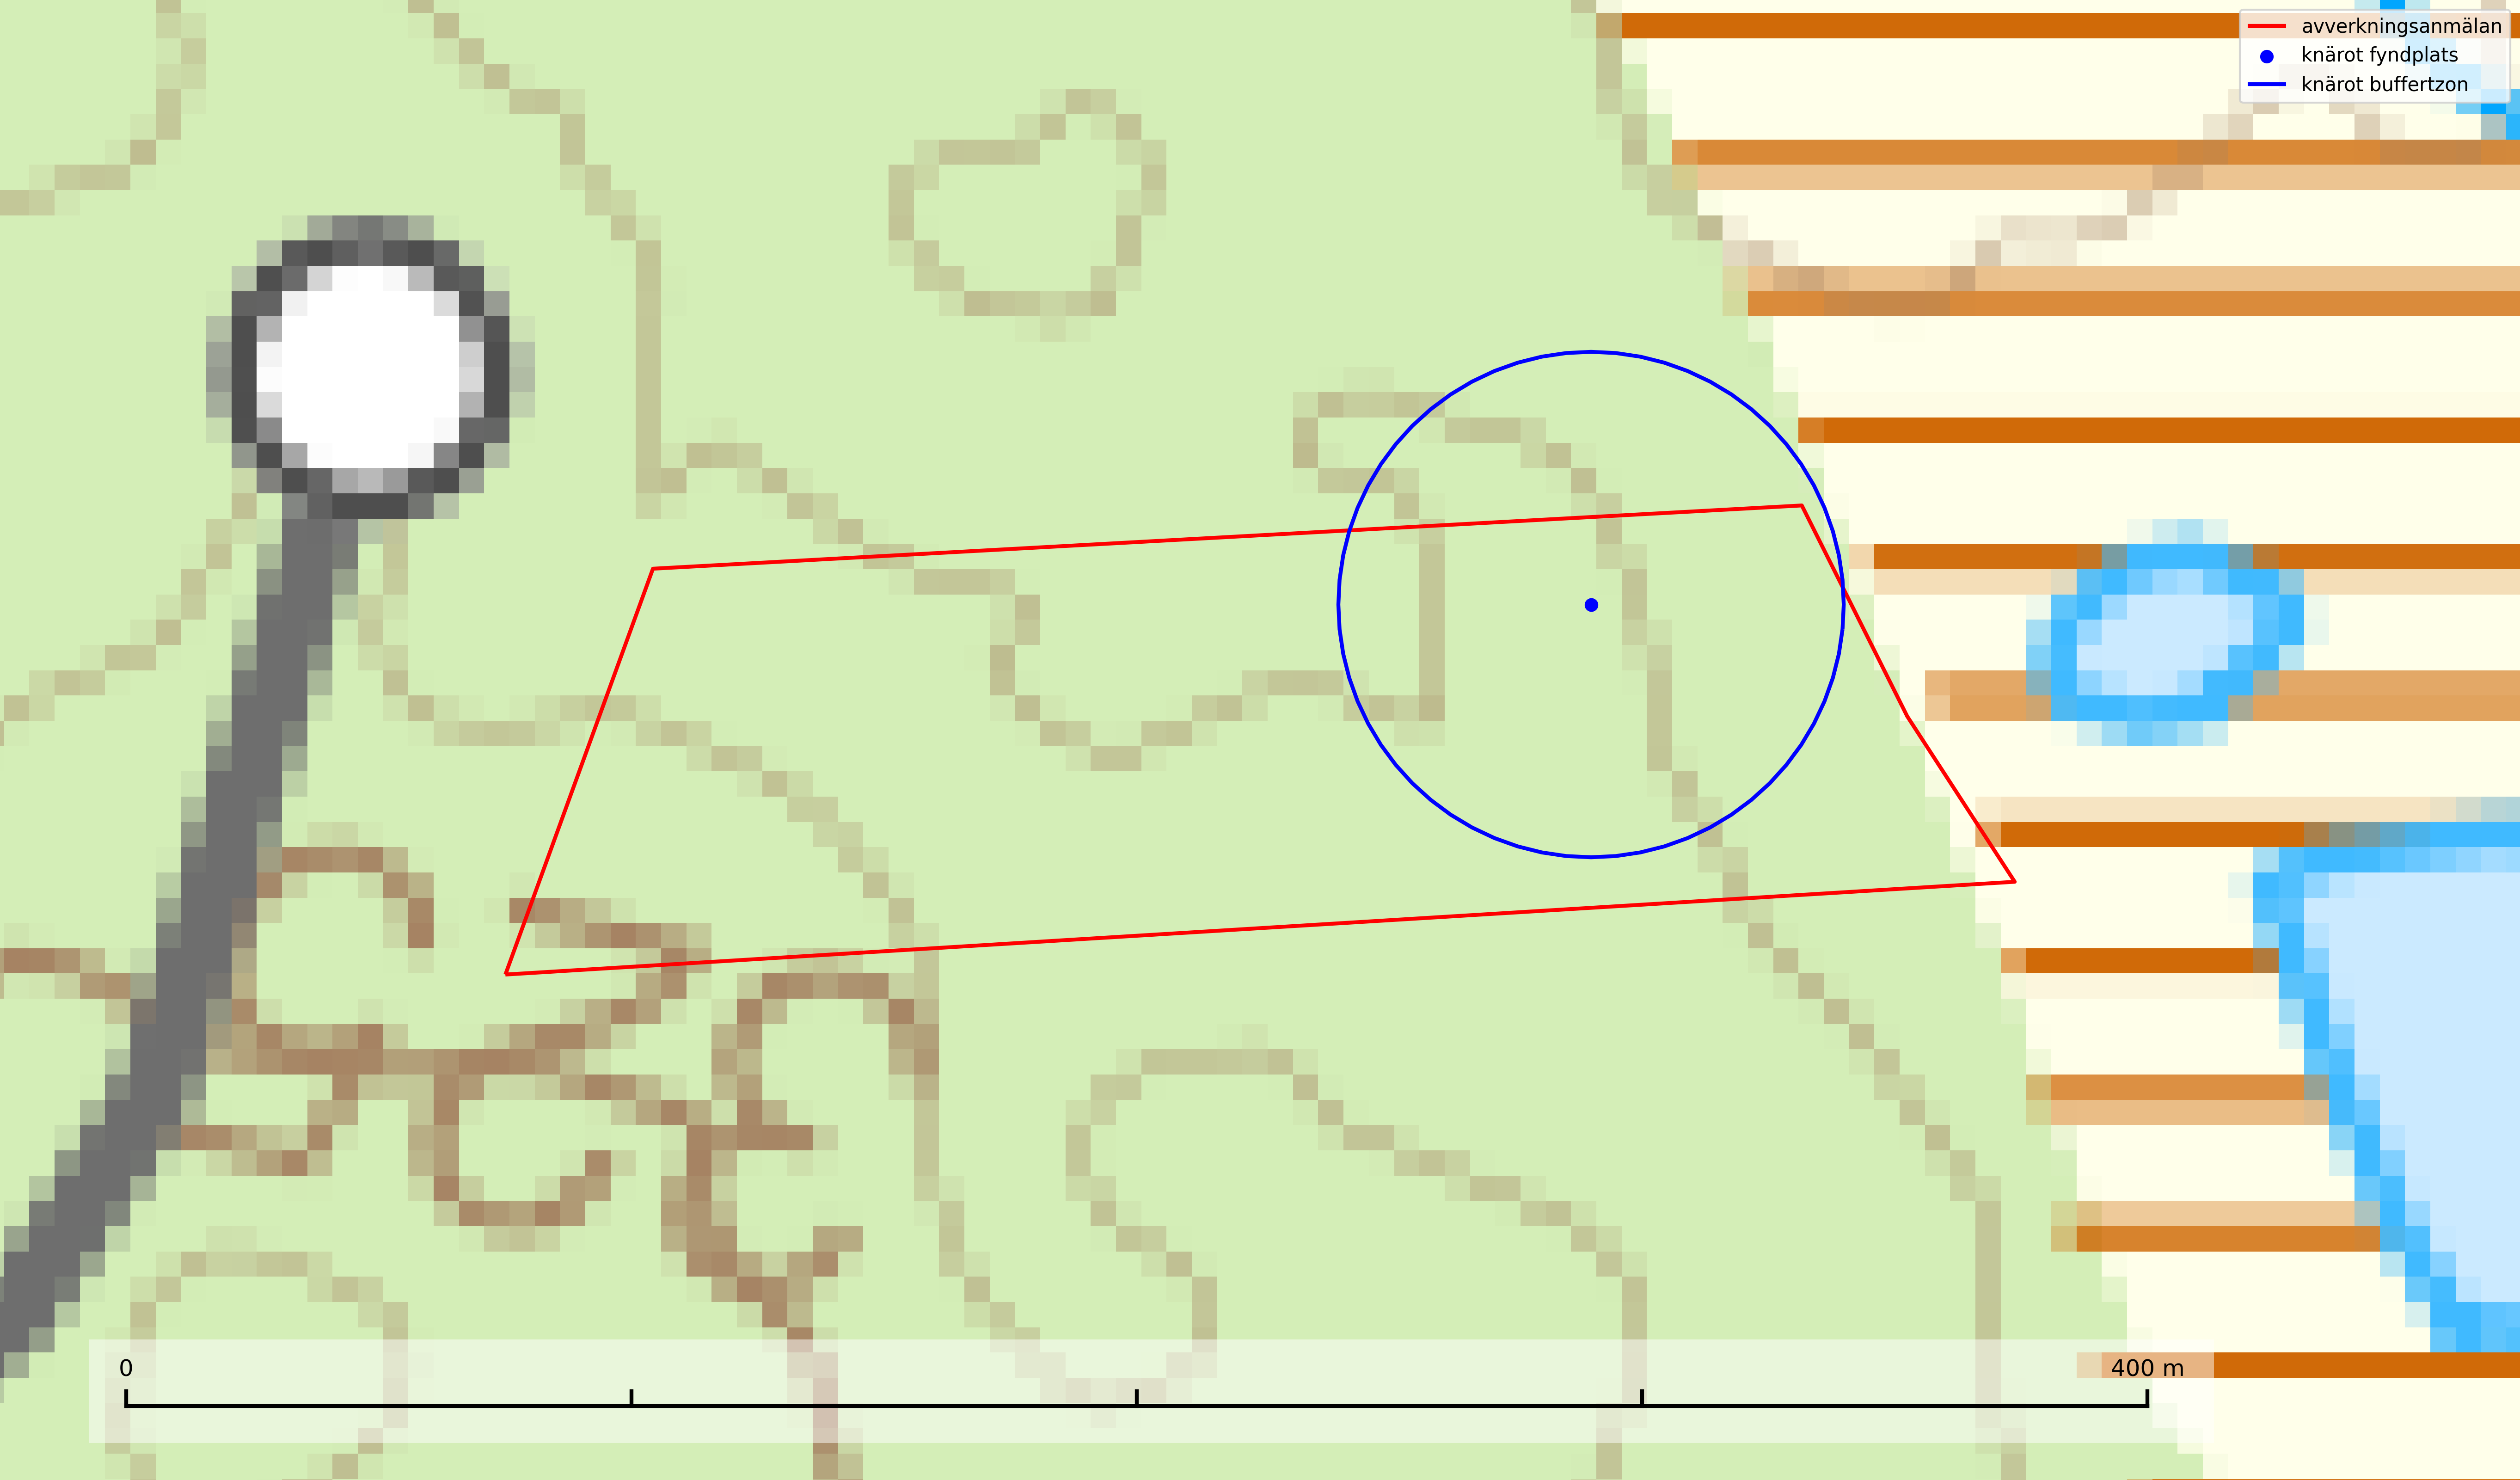 avverkningsanmälan
knärot fyndplats
knärot buffertzon
0
400 m